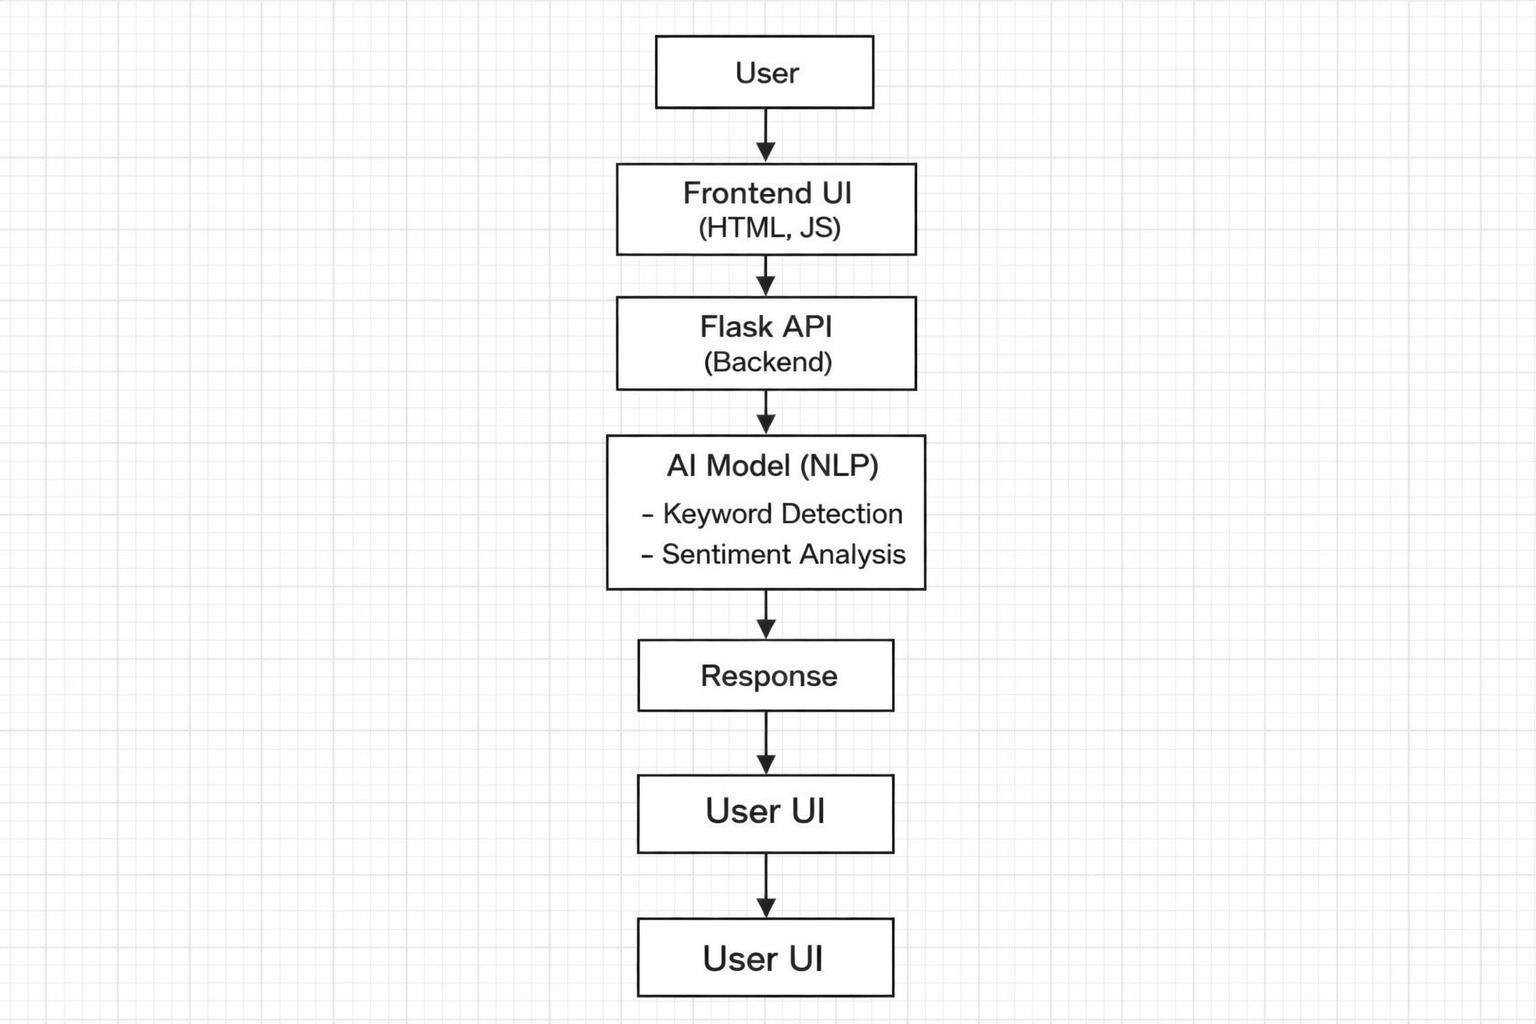 User
Frontend UI
(HTML, JS)
Flask API
(Backend)
AI Model (NLP)
- Keyword Detection
- Sentiment Analysis
Response
User UI
User UI